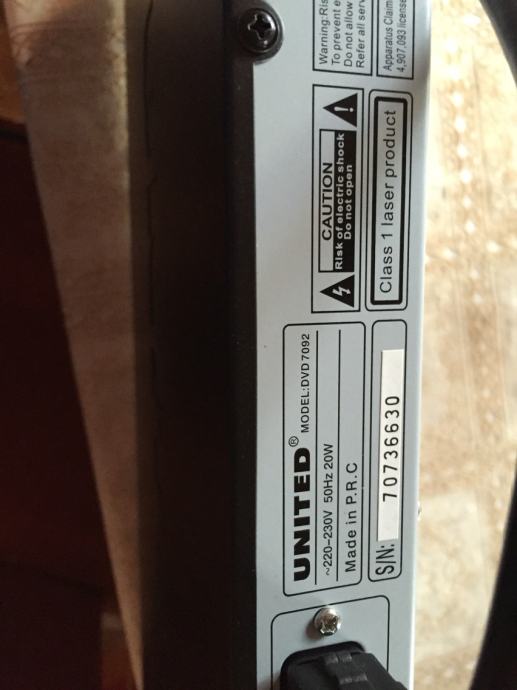 UNITED® MODEL:DVD7092
~220-230V 50Hz 20W
Made in P.R.C
S/N: 70736630
CAUTION
Risk of electric shock
Do not open
Class 1 laser product
Warning:Ris
To prevent e
Do not allow
Refer all serv
Apparatus Claim
4,907,093 license